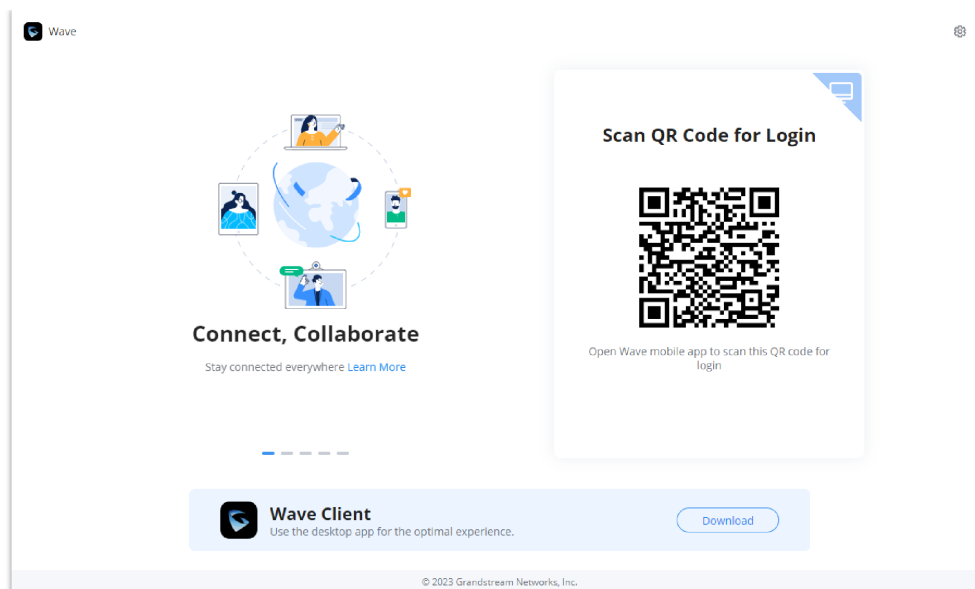 Wave
Scan QR Code for Login
Open Wave mobile app to scan this QR code for
login
Connect, Collaborate
Stay connected everywhere Learn More
Wave Client
Use the desktop app for the optimal experience.
Download
© 2023 Grandstream Networks, Inc.